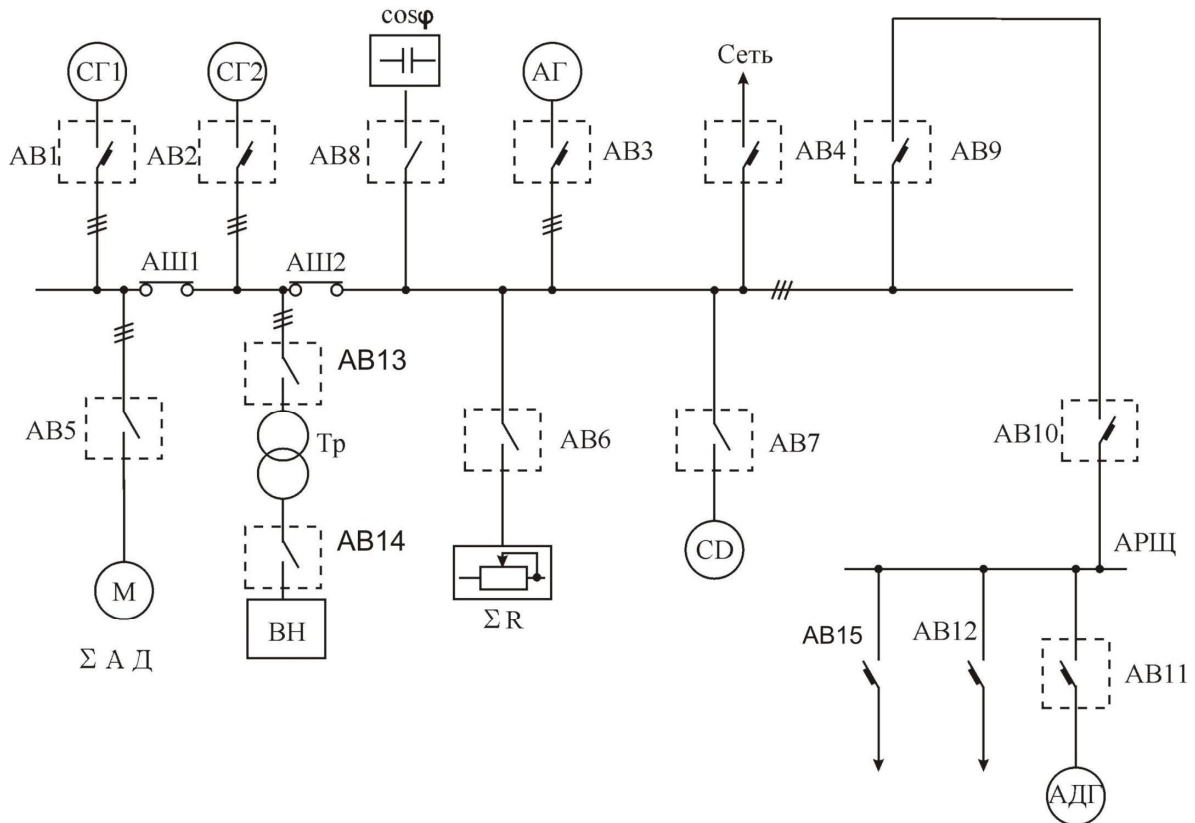 cosφ
СГ1
СГ2
АГ
Сеть
АВ1
АВ2
АВ8
АВ3
АВ4
АВ9
АШ1
АШ2
АВ13
АВ5
Тр
АВ6
АВ7
АВ10
АВ14
CD
АРЩ
М
ВН
Σ R
Σ А Д
АВ15
АВ12
АВ11
АДГ